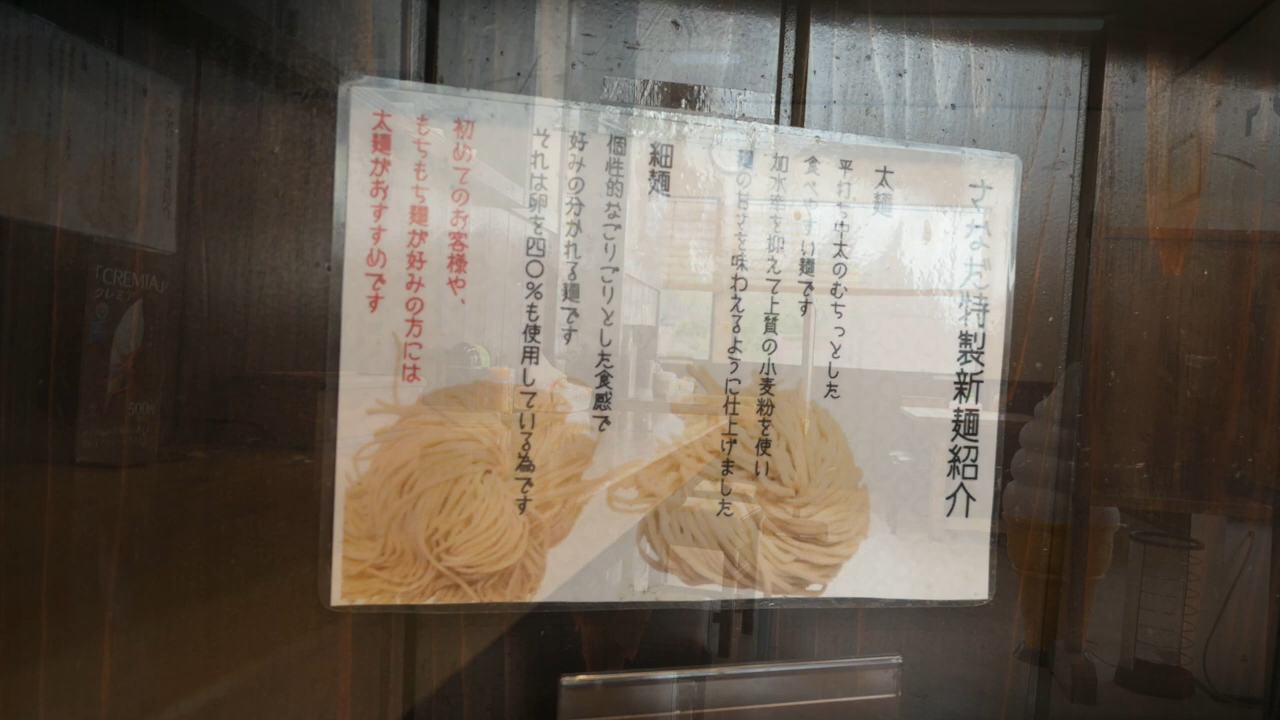 さなだ特製新麺紹介
太麺
平打ち中太のむちっとした
食べやすい麺です
加水率を抑えて上質の小麦粉を使い
麺の甘さを味わえるように仕上げました
細麺
個性的なごりごりとした食感で
好みの分かれる麺です
それは卵を四〇%も使用している為です
初めてのお客様や、
もちもち麺が好みの方には
太麺がおすすめです
「CREMIA」
クレミア